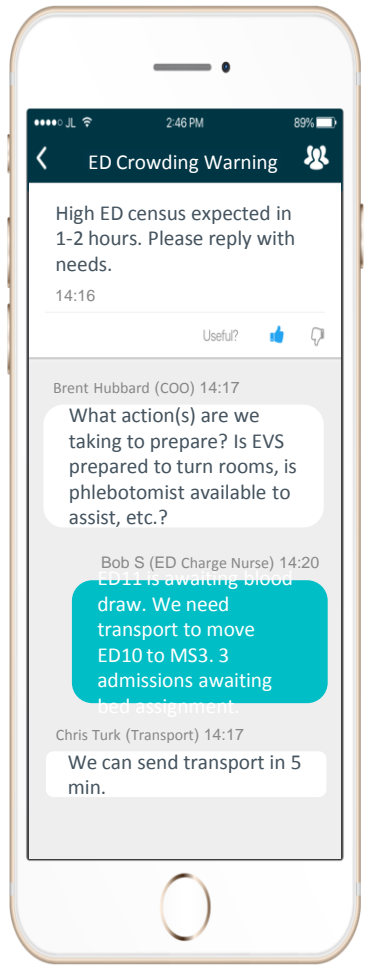 JL 2:46 PM 89%
ED Crowding Warning
High ED census expected in
1-2 hours. Please reply with
needs.
14:16
Useful?
Brent Hubbard (COO) 14:17
What action(s) are we
taking to prepare? Is EVS
prepared to turn rooms, is
phlebotomist available to
assist, etc.?
Bob S (ED Charge Nurse) 14:20
ED11 is awaiting blood
draw. We need
transport to move
ED10 to MS3. 3
admissions awaiting
bed assignment.
Chris Turk (Transport) 14:17
We can send transport in 5
min.